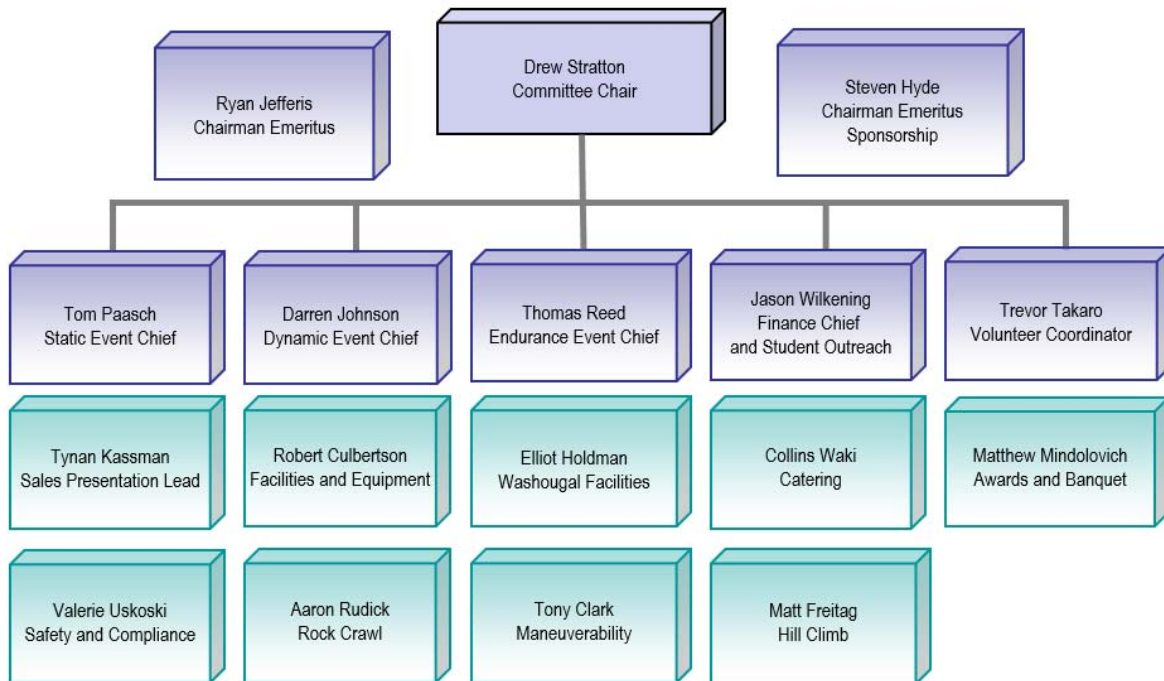 Drew Stratton
Committee Chair
Ryan Jefferis
Chairman Emeritus
Steven Hyde
Chairman Emeritus
Sponsorship
Tom Paasch
Static Event Chief
Darren Johnson
Dynamic Event Chief
Thomas Reed
Endurance Event Chief
Jason Wilkening
Finance Chief
and Student Outreach
Trevor Takaro
Volunteer Coordinator
Tynan Kassman
Sales Presentation Lead
Robert Culbertson
Facilities and Equipment
Elliot Holdman
Washougal Facilities
Collins Waki
Catering
Matthew Mindolovich
Awards and Banquet
Valerie Uskoski
Safety and Compliance
Aaron Rudick
Rock Crawl
Tony Clark
Maneuverability
Matt Freitag
Hill Climb